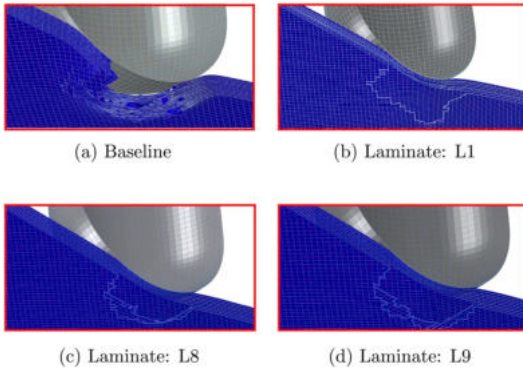 (a) Baseline
(b) Laminate: L1
(c) Laminate: L8
(d) Laminate: L9